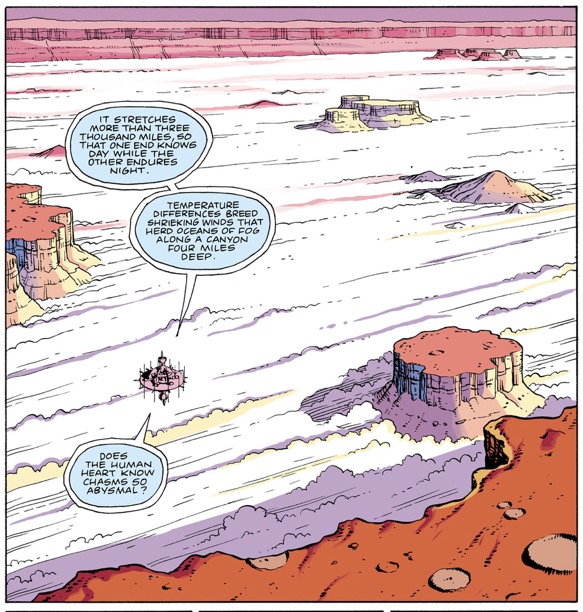 IT STRETCHES
MORE THAN THREE
THOUSAND MILES, SO
THAT ONE END KNOWS
DAY WHILE THE
OTHER ENDURES
NIGHT.
TEMPERATURE
DIFFERENCES BREED
SHRIEKING WINDS THAT
HERD OCEANS OF FOG
ALONG A CANYON
FOUR MILES
DEEP.
DOES
THE HUMAN
HEART KNOW
CHASMS SO
ABYSMAL?